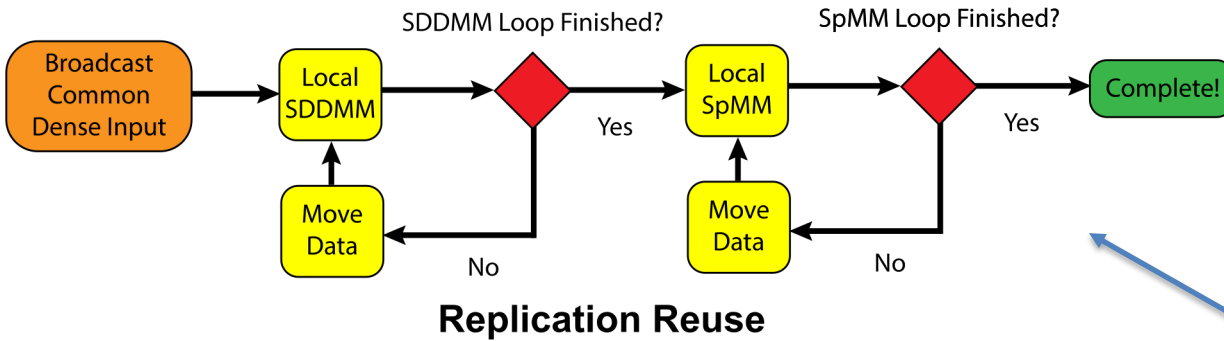 SDDMM Loop Finished?
SpMM Loop Finished?
Broadcast
Common
Dense Input
Local
SDDMM
Yes
Local
SpMM
Yes
Complete!
Move
Data
No
Move
Data
No
Replication Reuse